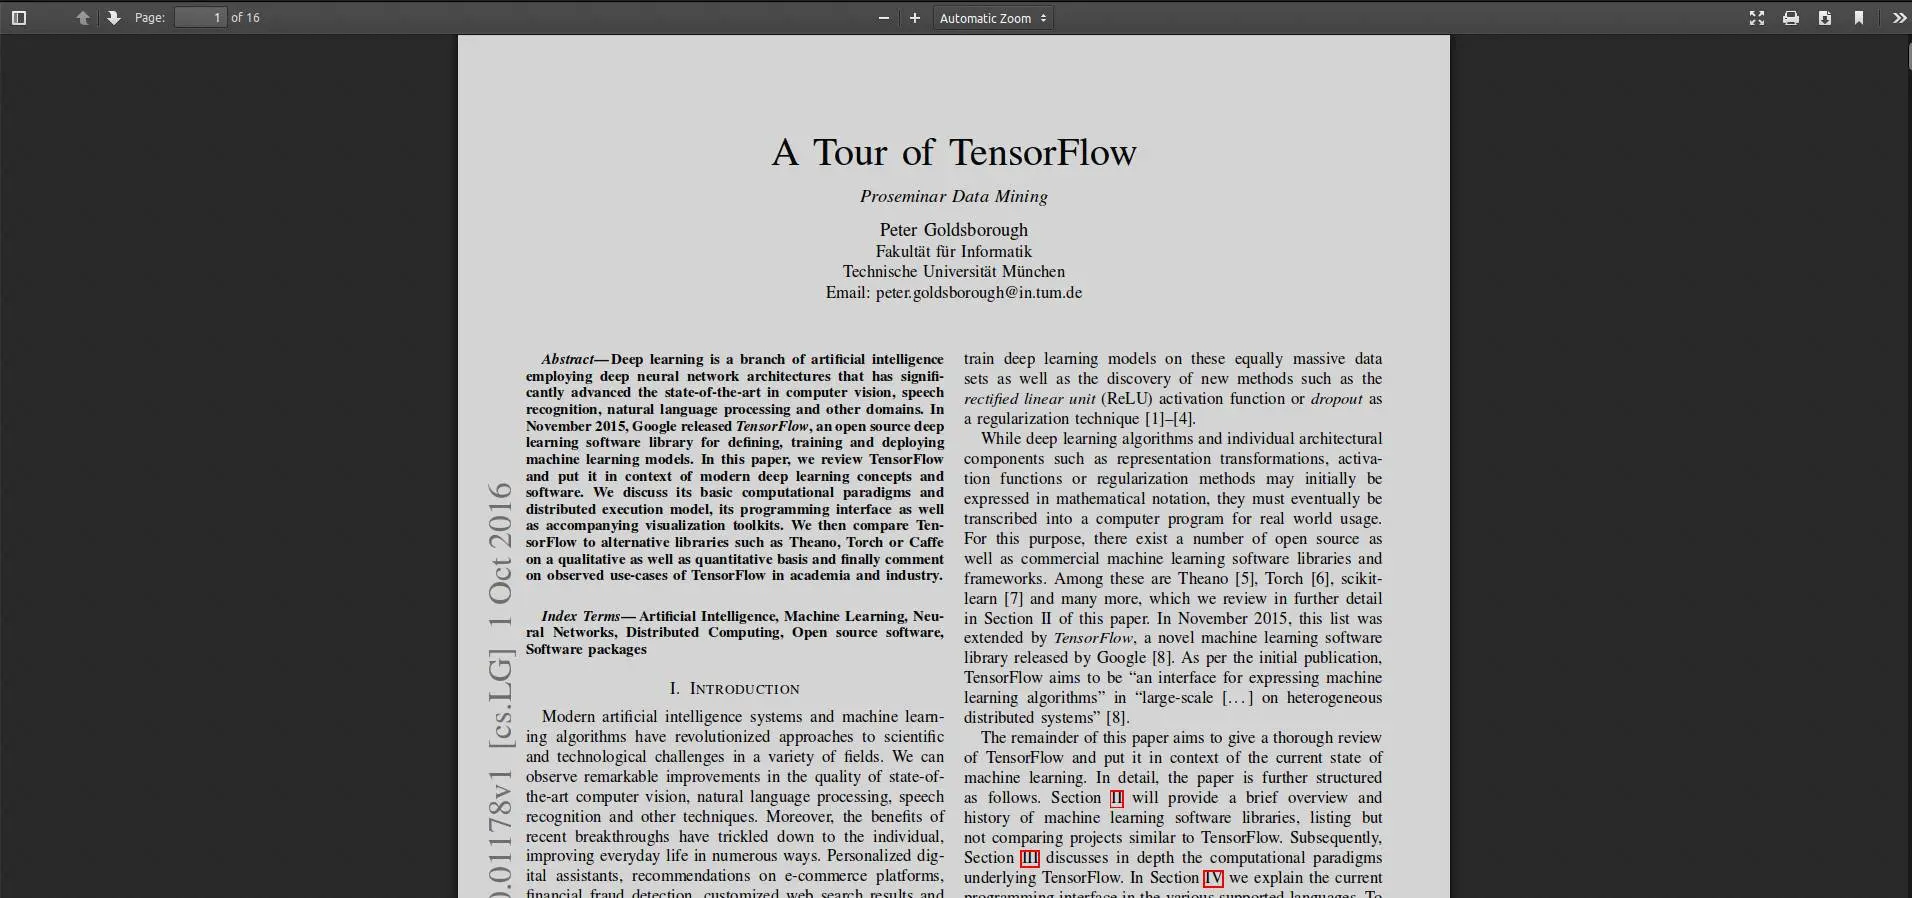 Page: 1 of 16
Automatic Zoom
A Tour of TensorFlow
Proseminar Data Mining
Peter Goldsborough
Fakultät für Informatik
Technische Universität München
Email: peter.goldsborough@in.tum.de
Abstract—Deep learning is a branch of artificial intelligence
employing deep neural network architectures that has signifi-
cantly advanced the state-of-the-art in computer vision, speech
recognition, natural language processing and other domains. In
November 2015, Google released TensorFlow, an open source deep
learning software library for defining, training and deploying
machine learning models. In this paper, we review TensorFlow
and put it in context of modern deep learning concepts and
software. We discuss its basic computational paradigms and
distributed execution model, its programming interface as well
as accompanying visualization toolkits. We then compare Ten-
sorFlow to alternative libraries such as Theano, Torch or Caffe
on a qualitative as well as quantitative basis and finally comment
on observed use-cases of TensorFlow in academia and industry.
Index Terms—Artificial Intelligence, Machine Learning, Neu-
ral Networks, Distributed Computing, Open source software,
Software packages
I. INTRODUCTION
Modern artificial intelligence systems and machine learn-
ing algorithms have revolutionized approaches to scientific
and technological challenges in a variety of fields. We can
observe remarkable improvements in the quality of state-of-
the-art computer vision, natural language processing, speech
recognition and other techniques. Moreover, the benefits of
recent breakthroughs have trickled down to the individual,
improving everyday life in numerous ways. Personalized dig-
ital assistants, recommendations on e-commerce platforms,
financial fraud detection, customized web search results and
train deep learning models on these equally massive data
sets as well as the discovery of new methods such as the
rectified linear unit (ReLU) activation function or dropout as
a regularization technique [1]–[4].
While deep learning algorithms and individual architectural
components such as representation transformations, activa-
tion functions or regularization methods may initially be
expressed in mathematical notation, they must eventually be
transcribed into a computer program for real world usage.
For this purpose, there exist a number of open source as
well as commercial machine learning software libraries and
frameworks. Among these are Theano [5], Torch [6], scikit-
learn [7] and many more, which we review in further detail
in Section II of this paper. In November 2015, this list was
extended by TensorFlow, a novel machine learning software
library released by Google [8]. As per the initial publication,
TensorFlow aims to be “an interface for expressing machine
learning algorithms” in “large-scale [...] on heterogeneous
distributed systems” [8].
The remainder of this paper aims to give a thorough review
of TensorFlow and put it in context of the current state of
machine learning. In detail, the paper is further structured
as follows. Section II will provide a brief overview and
history of machine learning software libraries, listing but
not comparing projects similar to TensorFlow. Subsequently,
Section III discusses in depth the computational paradigms
underlying TensorFlow. In Section IV we explain the current
programming interface in the various supported languages. To
0.01178v1 [cs.LG] 1 Oct 2016